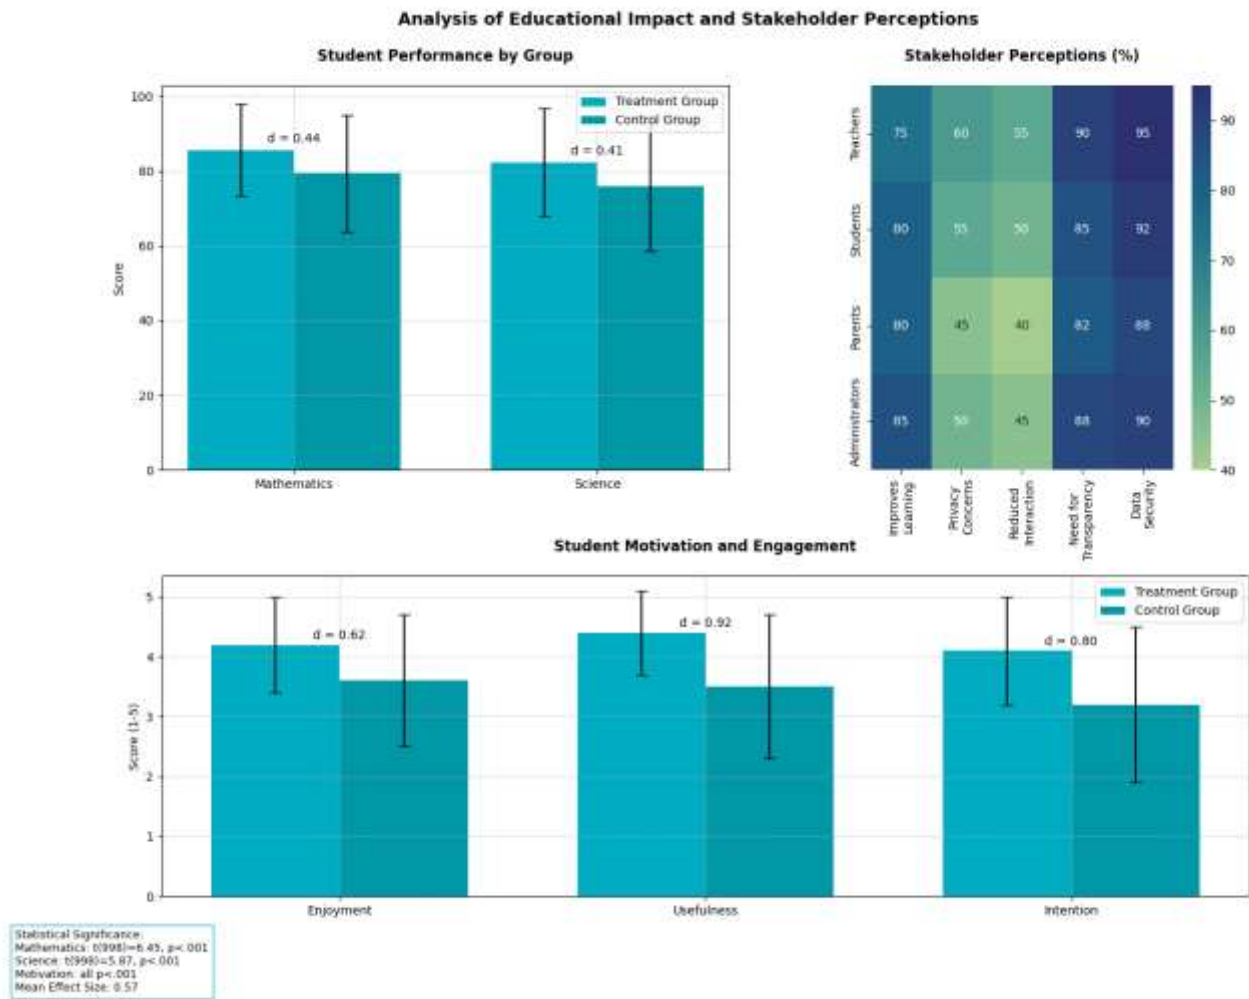 Analysis of Educational Impact and Stakeholder Perceptions
Student Performance by Group
Score
100
80
60
40
20
0
Treatment Group
Control Group
d = 0.44
d = 0.41
Mathematics
Science
Stakeholder Perceptions (%)
Teachers
75 60 55 90 95
Students
80 55 50 85 92
Parents
80 45 40 82 88
Administrators
85 50 45 88 90
Improves
Learning
Privacy
Concerns
Reduced
Interaction
Need for
Transparency
Data
Security
90
80
70
60
50
40
Student Motivation and Engagement
Score (1-5)
5
4
3
2
1
0
Treatment Group
Control Group
d = 0.62
d = 0.92
d = 0.80
Enjoyment
Usefulness
Intention
Statistical Significance:
Mathematics: t(998)=6.45, p<.001
Science: t(998)=5.87, p<.001
Motivation: all p<.001
Mean Effect Size: 0.57